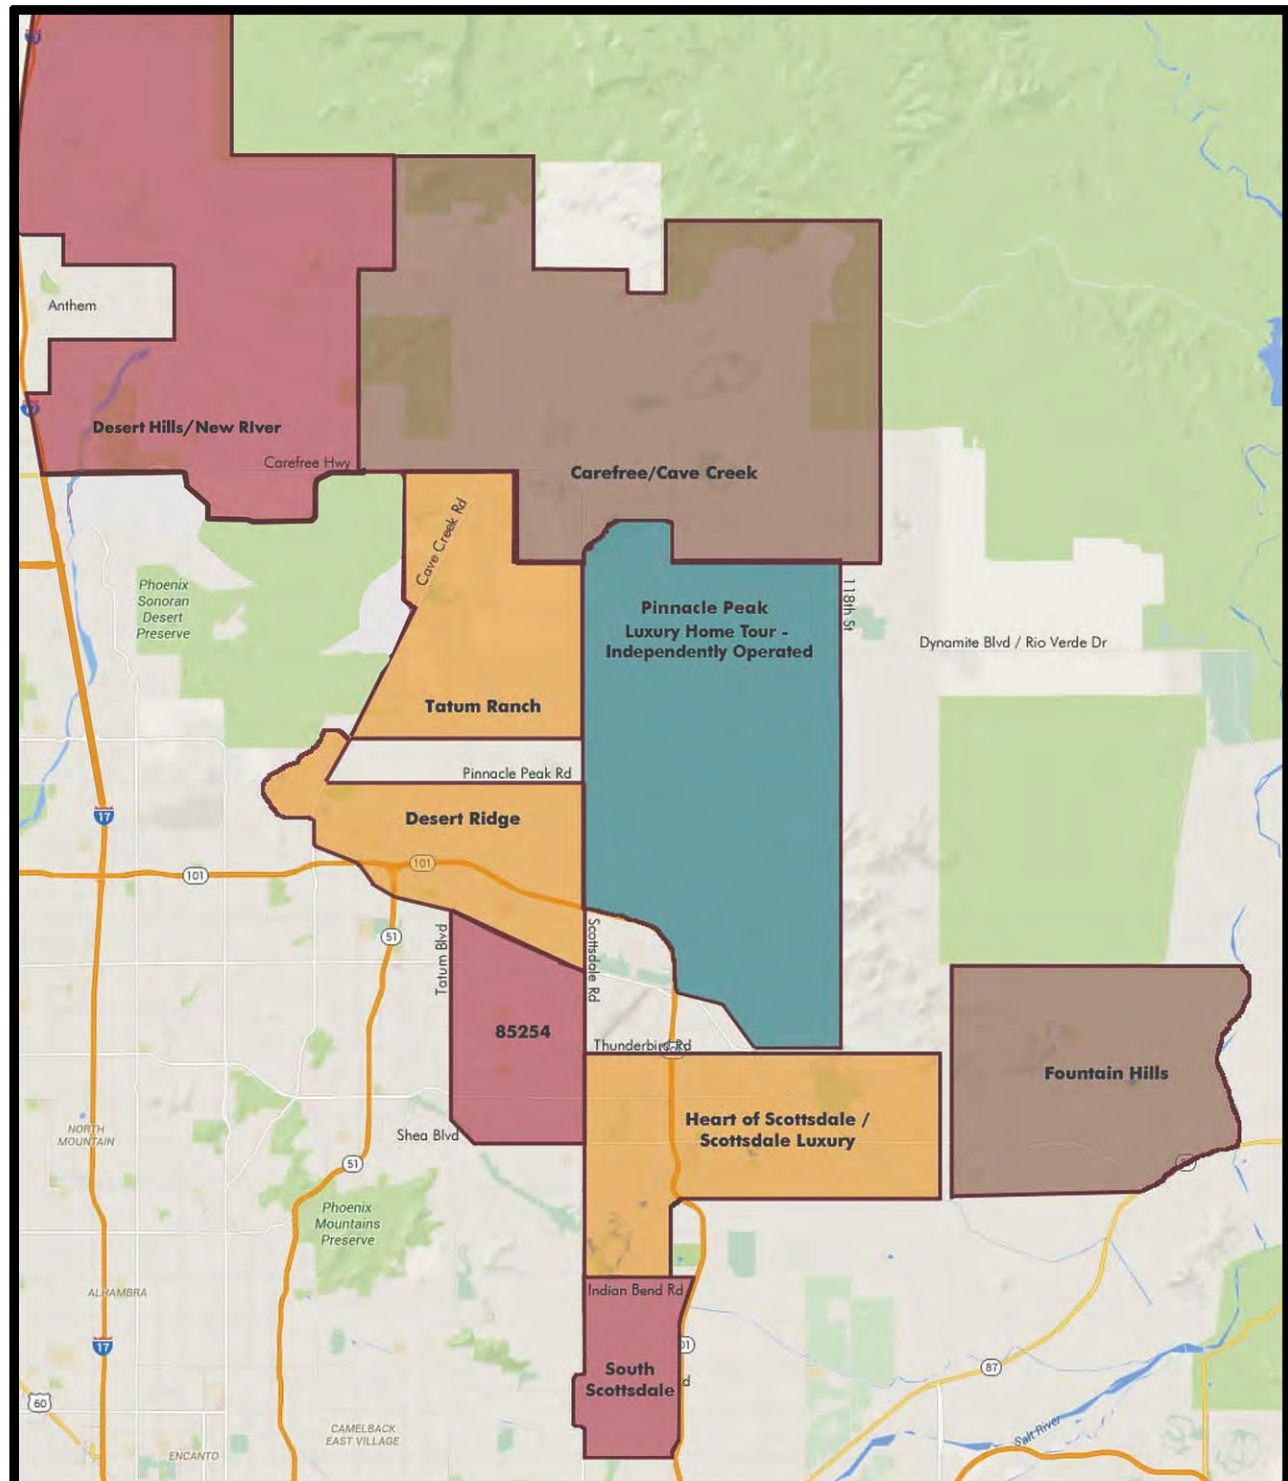 Anthem
Desert Hills/New RIver
Carefree Hwy
Carefree/Cave Creek
Cave Creek Rd
Phoenix
Sonoran
Desert
Preserve
Pinnacle Peak
Luxury Home Tour -
Independently Operated
118th St
Dynamite Blvd / Rio Verde Dr
Tatum Ranch
Pinnacle Peak Rd
17
Desert Ridge
101
101
51
Tatum Blvd
Scottsdale Rd
85254
Thunderbird Rd
Fountain Hills
Heart of Scottsdale /
Scottsdale Luxury
NORTH
MOUNTAIN
Shea Blvd
51
Phoenix
Mountains
Preserve
ALHAMBRA
Indian Bend Rd
17
South
Scottsdale
87
60
CAMELBACK
EAST VILLAGE
Salt River
ENCANTO